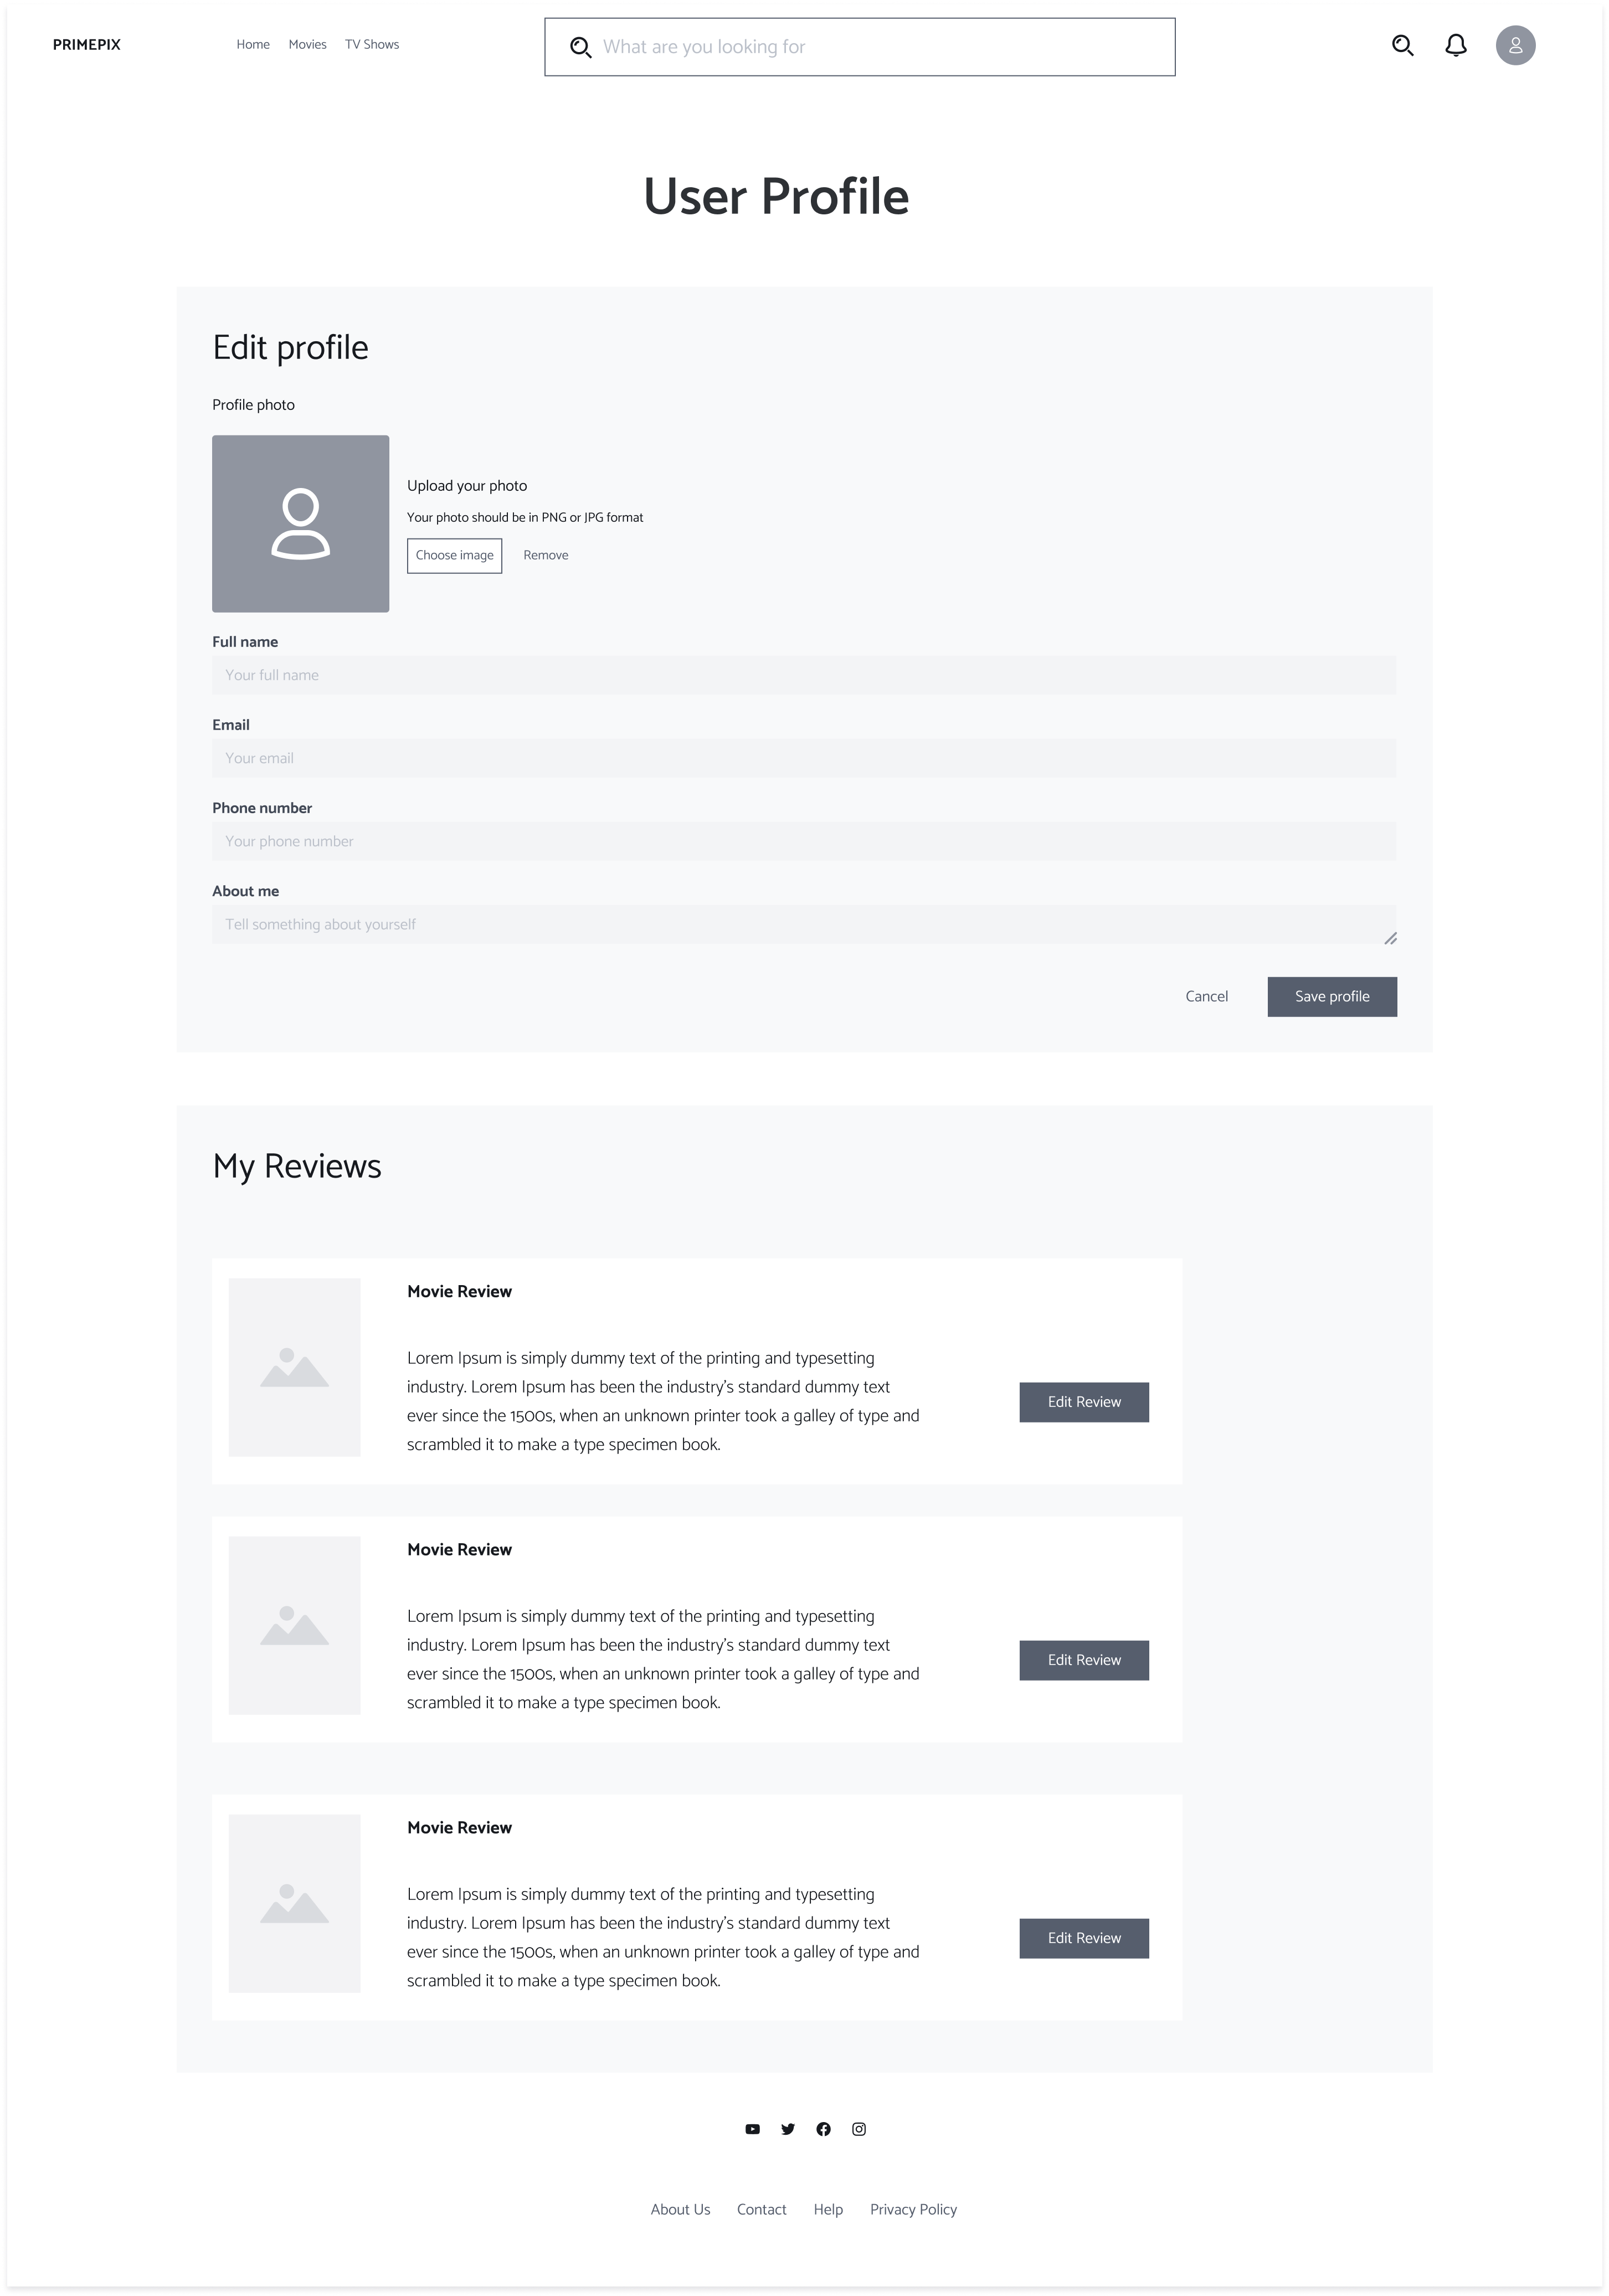 PRIMEPIX
Home Movies TV Shows
What are you looking for
User Profile
Edit profile
Profile photo
Upload your photo
Your photo should be in PNG or JPG format
Choose image Remove
Full name
Your full name
Email
Your email
Phone number
Your phone number
About me
Tell something about yourself
Cancel Save profile
My Reviews
Movie Review
Lorem Ipsum is simply dummy text of the printing and typesetting
industry. Lorem Ipsum has been the industry's standard dummy text
ever since the 1500s, when an unknown printer took a galley of type and
scrambled it to make a type specimen book.
Edit Review
Movie Review
Lorem Ipsum is simply dummy text of the printing and typesetting
industry. Lorem Ipsum has been the industry's standard dummy text
ever since the 1500s, when an unknown printer took a galley of type and
scrambled it to make a type specimen book.
Edit Review
Movie Review
Lorem Ipsum is simply dummy text of the printing and typesetting
industry. Lorem Ipsum has been the industry's standard dummy text
ever since the 1500s, when an unknown printer took a galley of type and
scrambled it to make a type specimen book.
Edit Review
About Us Contact Help Privacy Policy